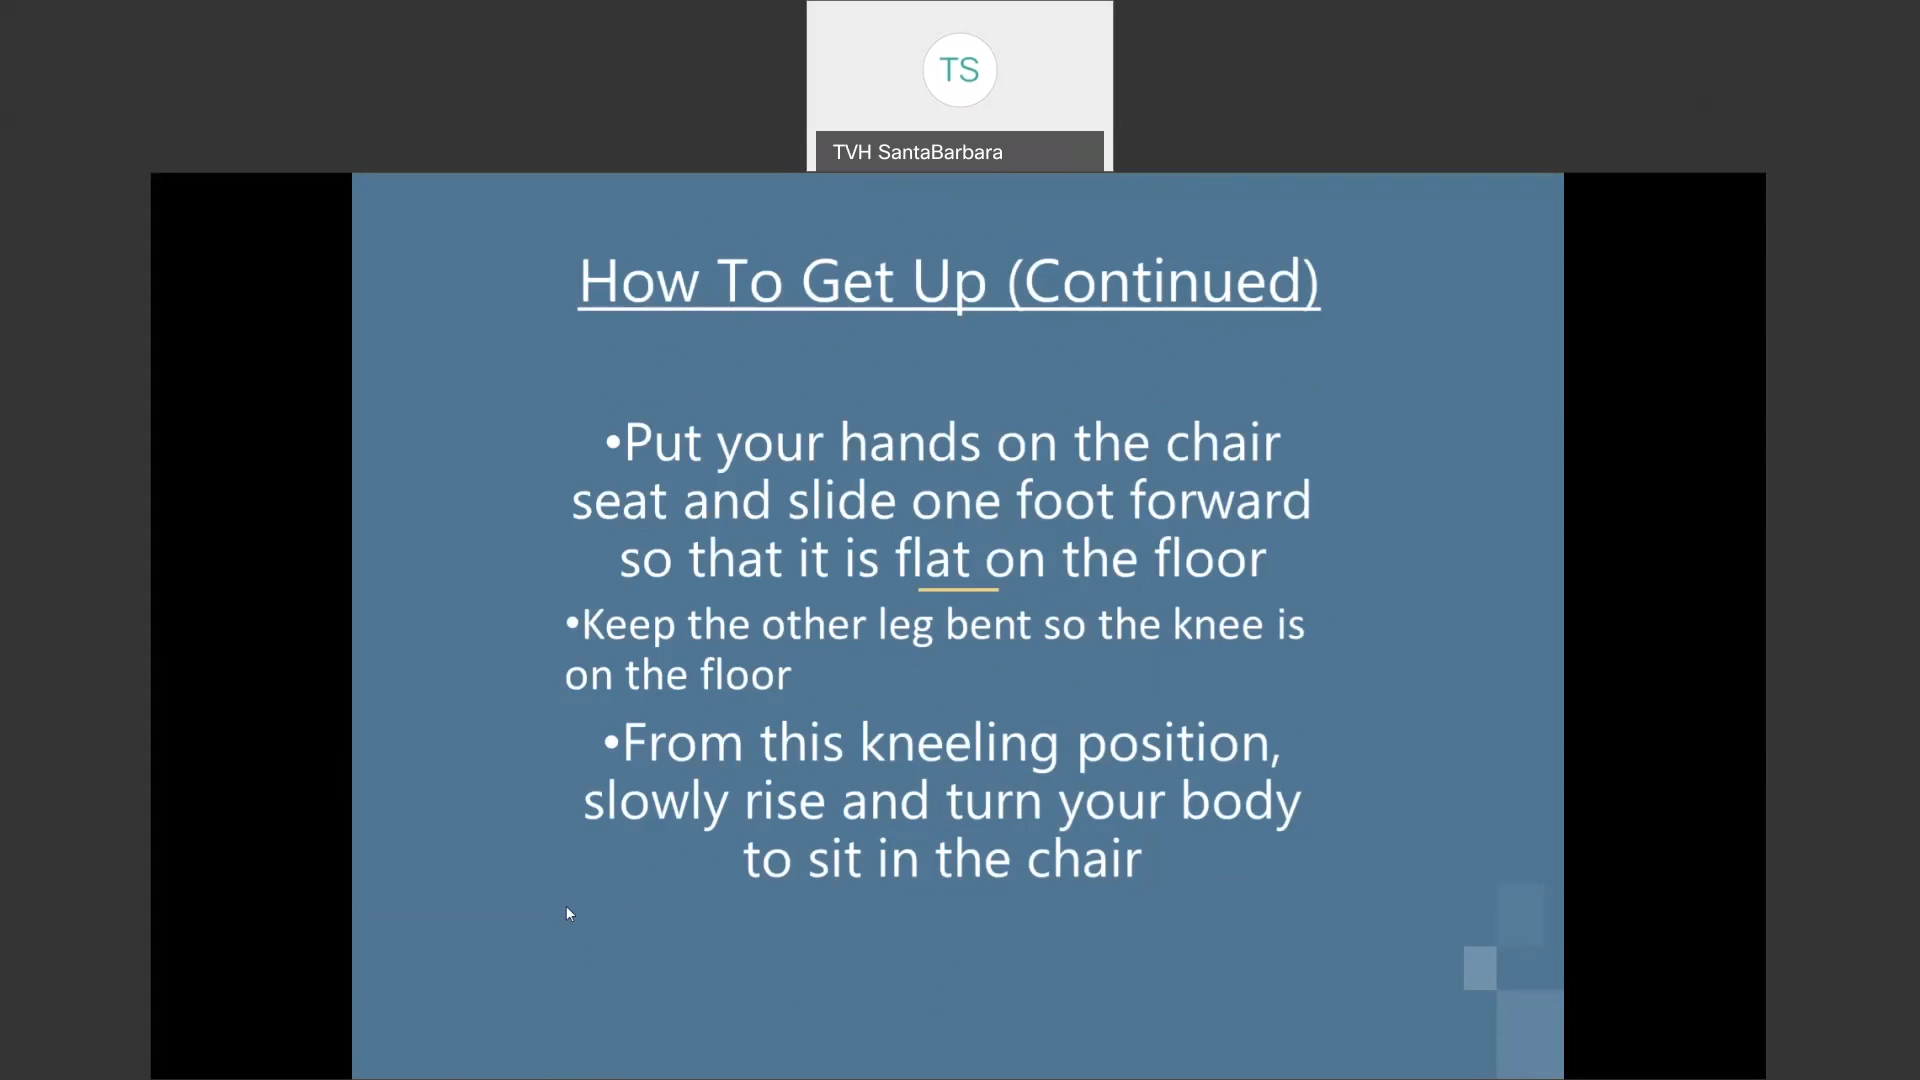 TS
TVH SantaBarbara
How To Get Up (Continued)
•Put your hands on the chair
seat and slide one foot forward
so that it is flat on the floor
•Keep the other leg bent so the knee is
on the floor
•From this kneeling position,
slowly rise and turn your body
to sit in the chair